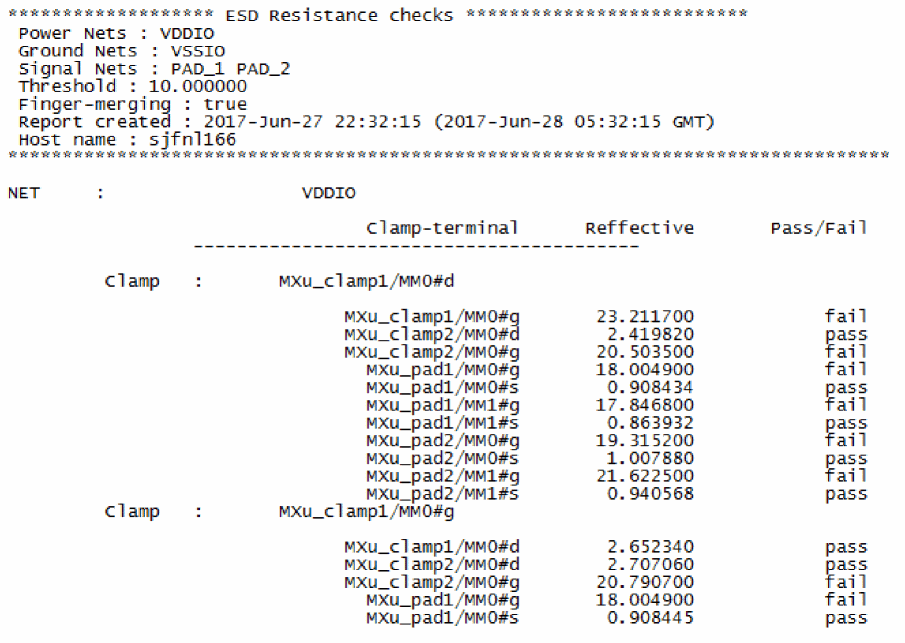 ******************* ESD Resistance checks **************************
Power Nets : VDDIO
Ground Nets : VSSIO
Signal Nets : PAD_1 PAD_2
Threshold : 10.000000
Finger-merging : true
Report created : 2017-Jun-27 22:32:15 (2017-Jun-28 05:32:15 GMT)
Host name : sjfnl166
*********************************************************************************
NET : VDDIO
Clamp-terminal Reffective Pass/Fail
-----------------------------------------
Clamp : MXu_clamp1/MM0#d
MXu_clamp1/MM0#g 23.211700 fail
MXu_clamp2/MM0#d 2.419820 pass
MXu_clamp2/MM0#g 20.503500 fail
MXu_pad1/MM0#g 18.004900 fail
MXu_pad1/MM0#s 0.908434 pass
MXu_pad1/MM1#g 17.846800 fail
MXu_pad1/MM1#s 0.863932 pass
MXu_pad2/MM0#g 19.315200 fail
MXu_pad2/MM0#s 1.007880 pass
MXu_pad2/MM1#g 21.622500 fail
MXu_pad2/MM1#s 0.940568 pass
Clamp : MXu_clamp1/MM0#g
MXu_clamp1/MM0#d 2.652340 pass
MXu_clamp2/MM0#d 2.707060 pass
MXu_clamp2/MM0#g 20.790700 fail
MXu_pad1/MM0#g 18.004900 fail
MXu_pad1/MM0#s 0.908445 pass